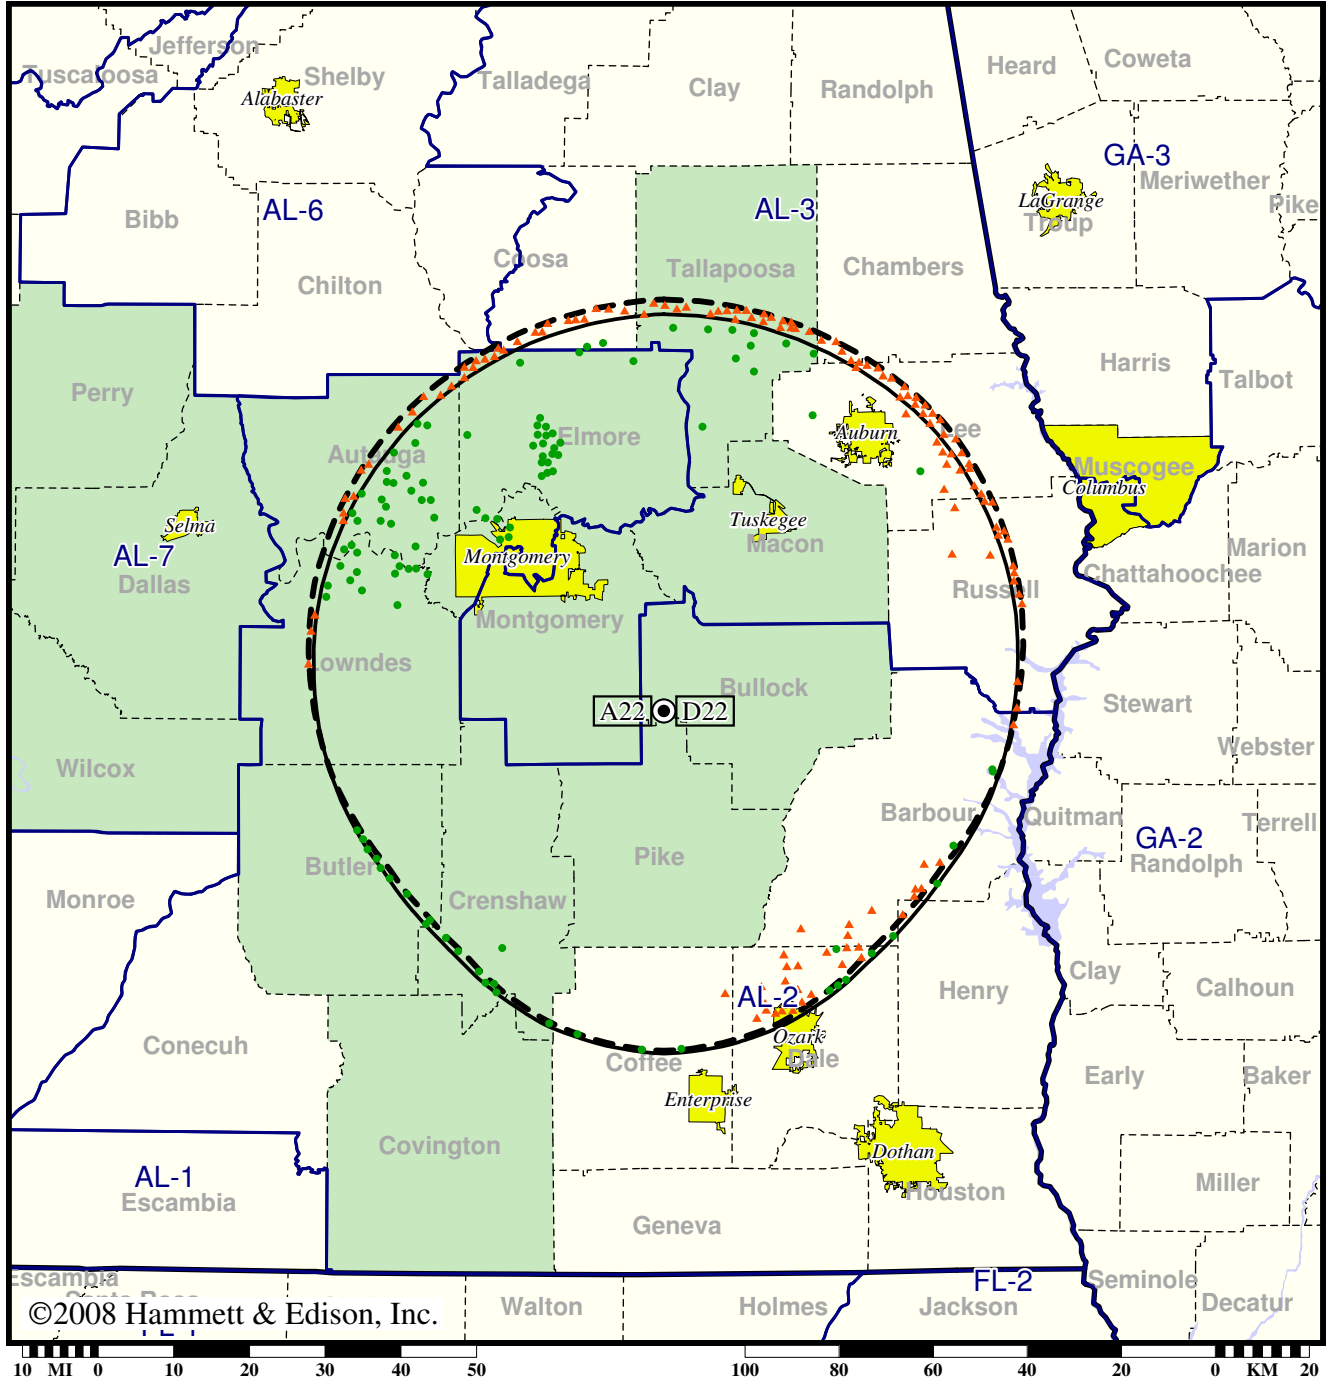 Jefferson
Tuscaloosa
Shelby
Alabaster
Talladega
Clay
Randolph
Heard
Coweta
GA-3
Meriwether
LaGrange
Troup
Pike
Bibb
AL-6
AL-3
Coosa
Tallapoosa
Chambers
Chilton
Harris
Talbot
Perry
Elmore
Auburn
Lee
Autauga
Muscogee
Columbus
Selma
Tuskegee
Macon
AL-7
Dallas
Montgomery
Marion
Chattahoochee
Russell
Montgomery
Lowndes
Bullock
Stewart
A22
D22
Webster
Wilcox
Barbour
Quitman
Terrell
GA-2
Randolph
Pike
Butler
Crenshaw
Monroe
Clay
Calhoun
Henry
AL-2
Ozark
Dale
Conecuh
Coffee
Early
Baker
Enterprise
Covington
Dothan
AL-1
Escambia
Houston
Miller
Geneva
Escambia
FL-2
Seminole
Santa Rosa
Walton
Holmes
Jackson
Decatur
©2008 Hammett & Edison, Inc.
FL-1
10 MI 0 10 20 30 40 50 100 80 60 40 20 0 KM 20